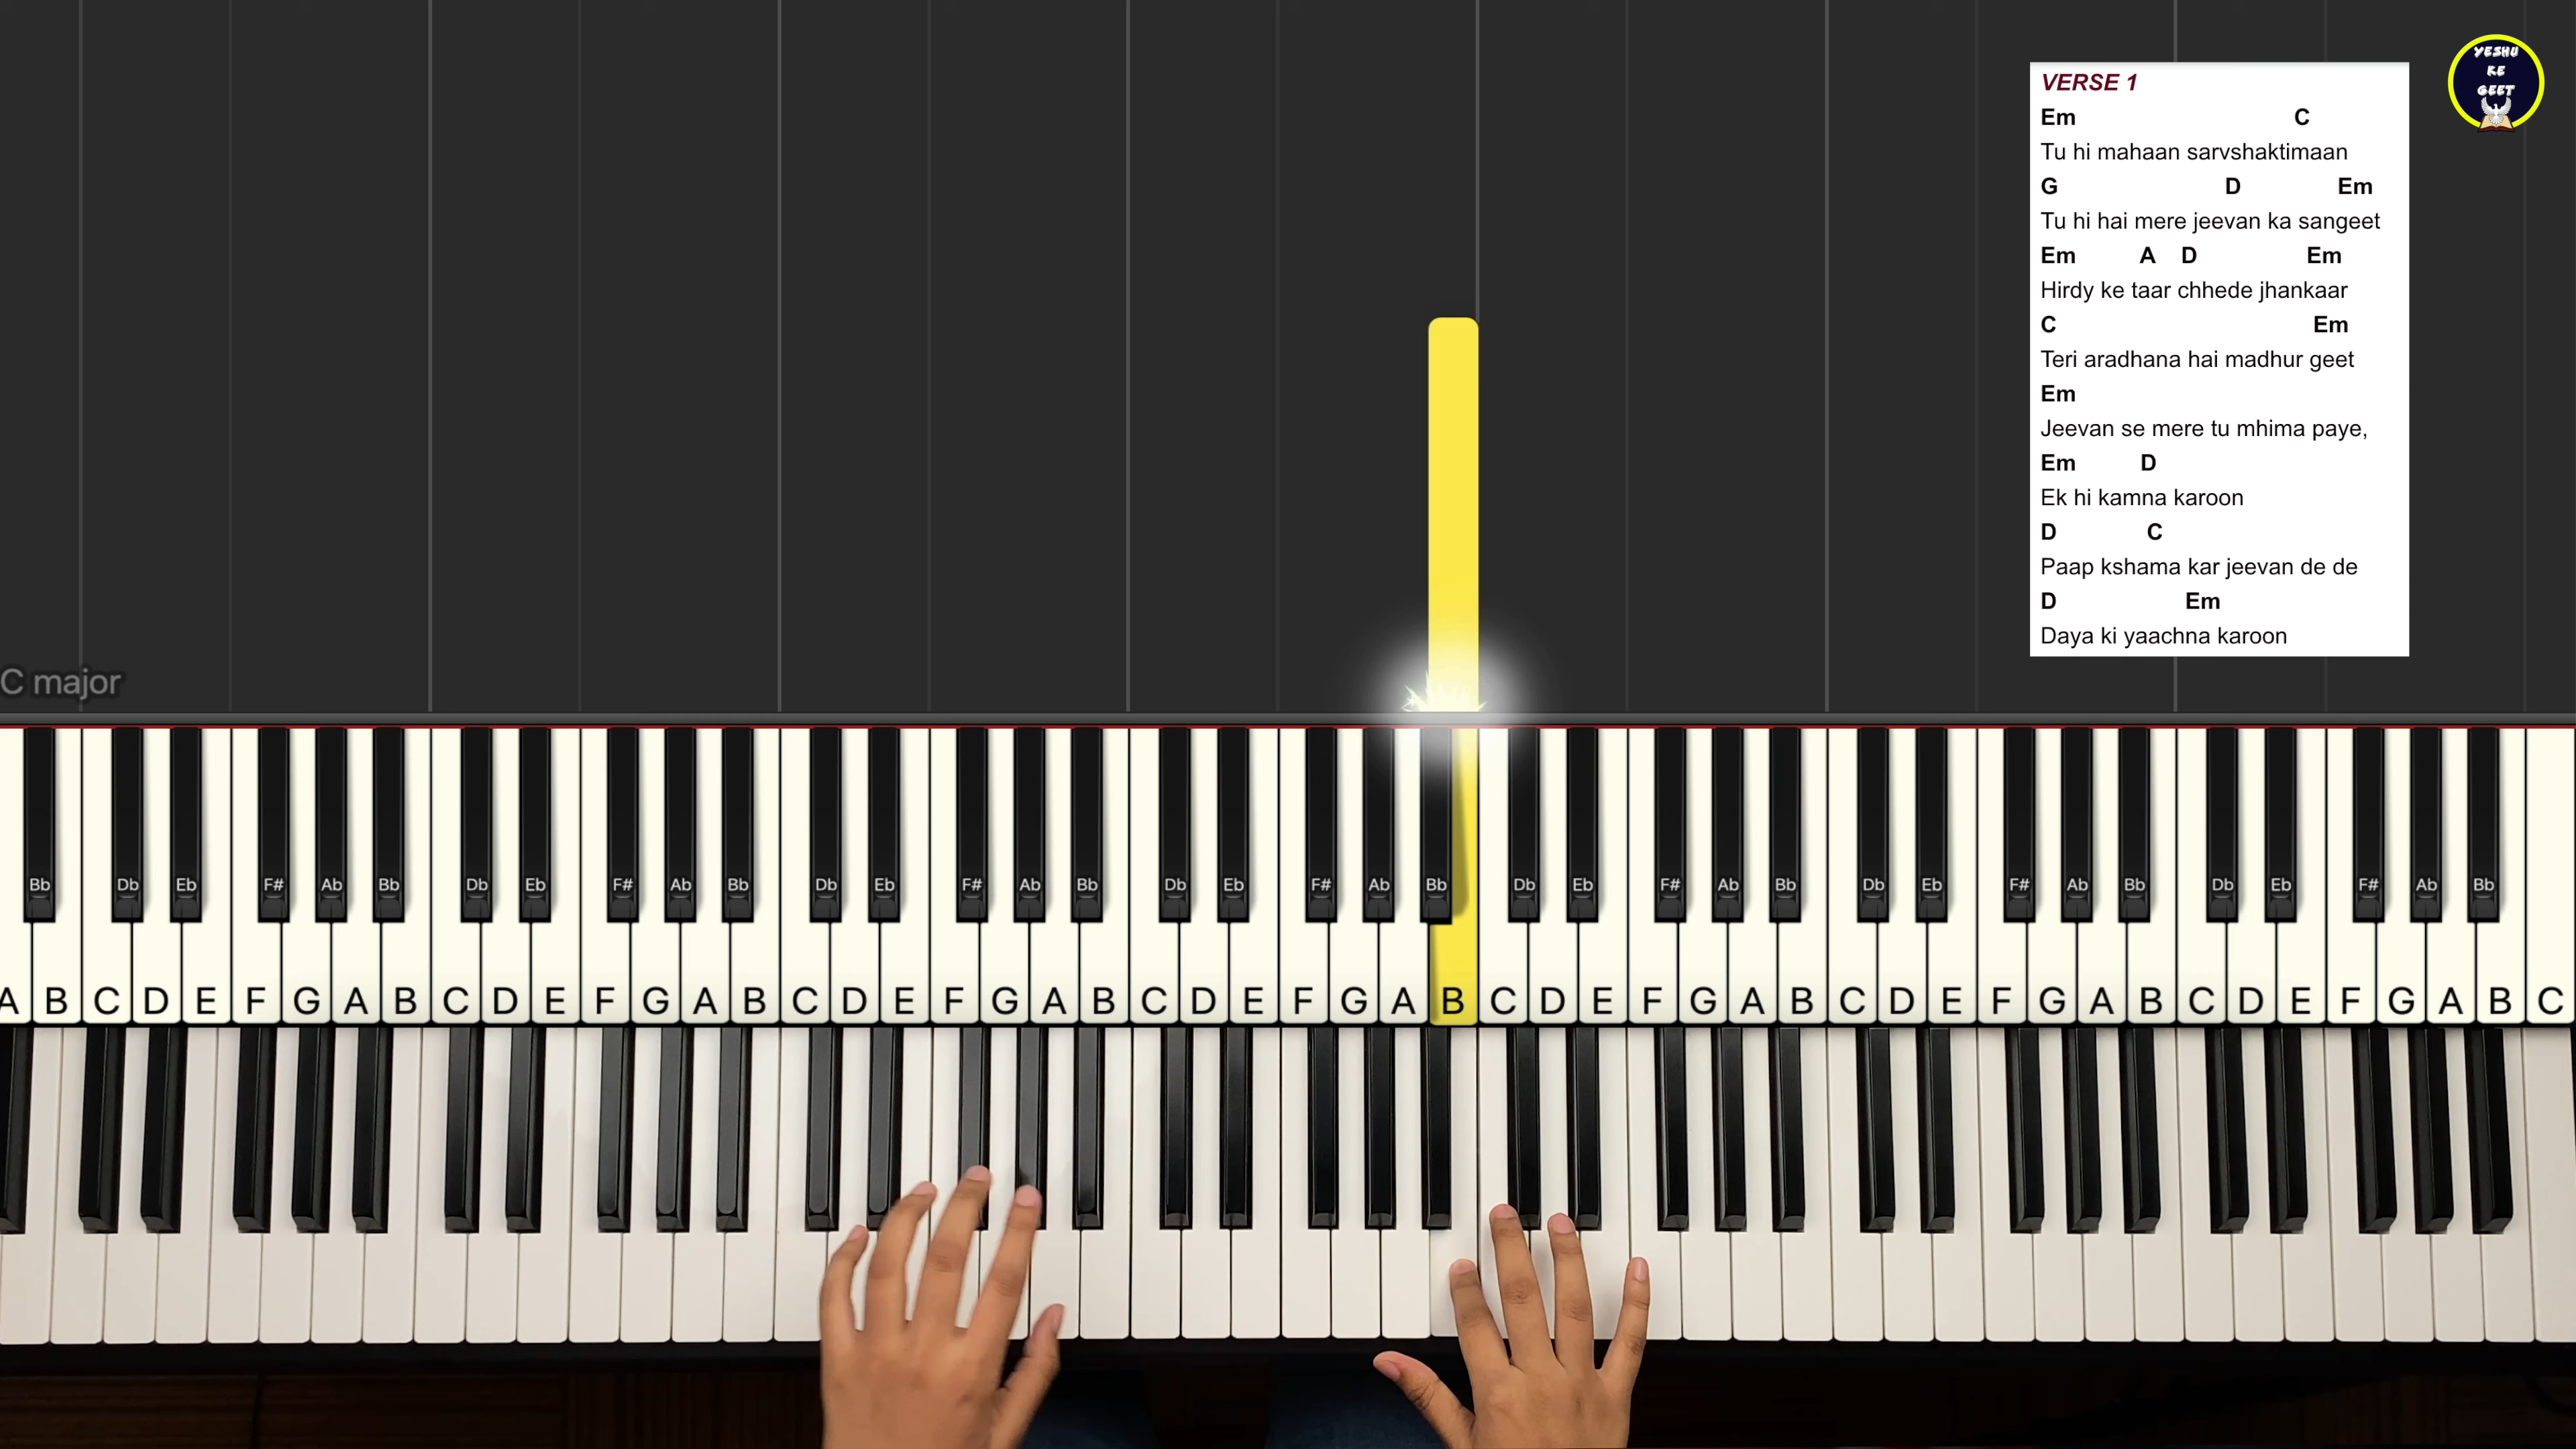 VERSE 1
Em C
Tu hi mahaan sarvshaktimaan
G D Em
Tu hi hai mere jeevan ka sangeet
Em A D Em
Hirdy ke taar chhede jhankaar
C Em
Teri aradhana hai madhur geet
Em
Jeevan se mere tu mhima paye,
Em D
Ek hi kamna karoon
D C
Paap kshama kar jeevan de de
D Em
Daya ki yaachna karoon
YESHU
KE
GEET
C major
Bb Db Eb F# Ab Bb Db Eb F# Ab Bb Db Eb F# Ab Bb Db Eb F# Ab Bb Db Eb F# Ab Bb Db Eb F# Ab Bb Db Eb F# Ab Bb
A B C D E F G A B C D E F G A B C D E F G A B C D E F G A B C D E F G A B C D E F G A B C D E F G A B C